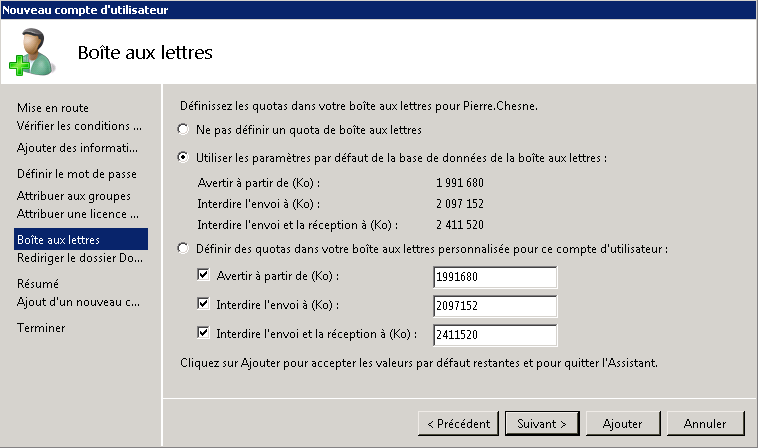 Nouveau compte d'utilisateur
Boîte aux lettres
Mise en route
Vérifier les conditions ...
Ajouter des informati...
Définir le mot de passe
Attribuer aux groupes
Attribuer une licence ...
Boîte aux lettres
Rediriger le dossier Do...
Résumé
Ajout d'un nouveau c...
Terminer
Définissez les quotas dans votre boîte aux lettres pour Pierre.Chesne.
Ne pas définir un quota de boîte aux lettres
Utiliser les paramètres par défaut de la base de données de la boîte aux lettres :
Avertir à partir de (Ko) : 1 991 680
Interdire l'envoi à (Ko) : 2 097 152
Interdire l'envoi et la réception à (Ko) : 2 411 520
Définir des quotas dans votre boîte aux lettres personnalisée pour ce compte d'utilisateur :
Avertir à partir de (Ko) : 1991680
Interdire l'envoi à (Ko) : 2097152
Interdire l'envoi et la réception à (Ko) : 2411520
Cliquez sur Ajouter pour accepter les valeurs par défaut restantes et pour quitter l'Assistant.
< Précédent Suivant > Ajouter Annuler